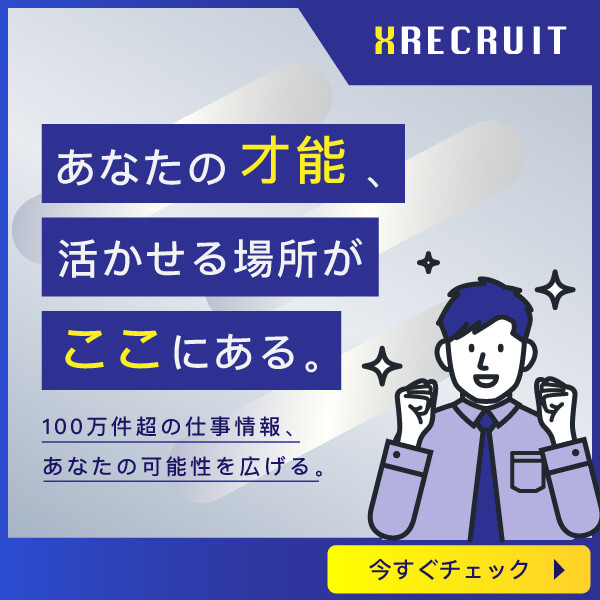 XRECRUIT
あなたの才能、
活かせる場所が
ここにある。
100万件超の仕事情報、
あなたの可能性を広げる。
今すぐチェック